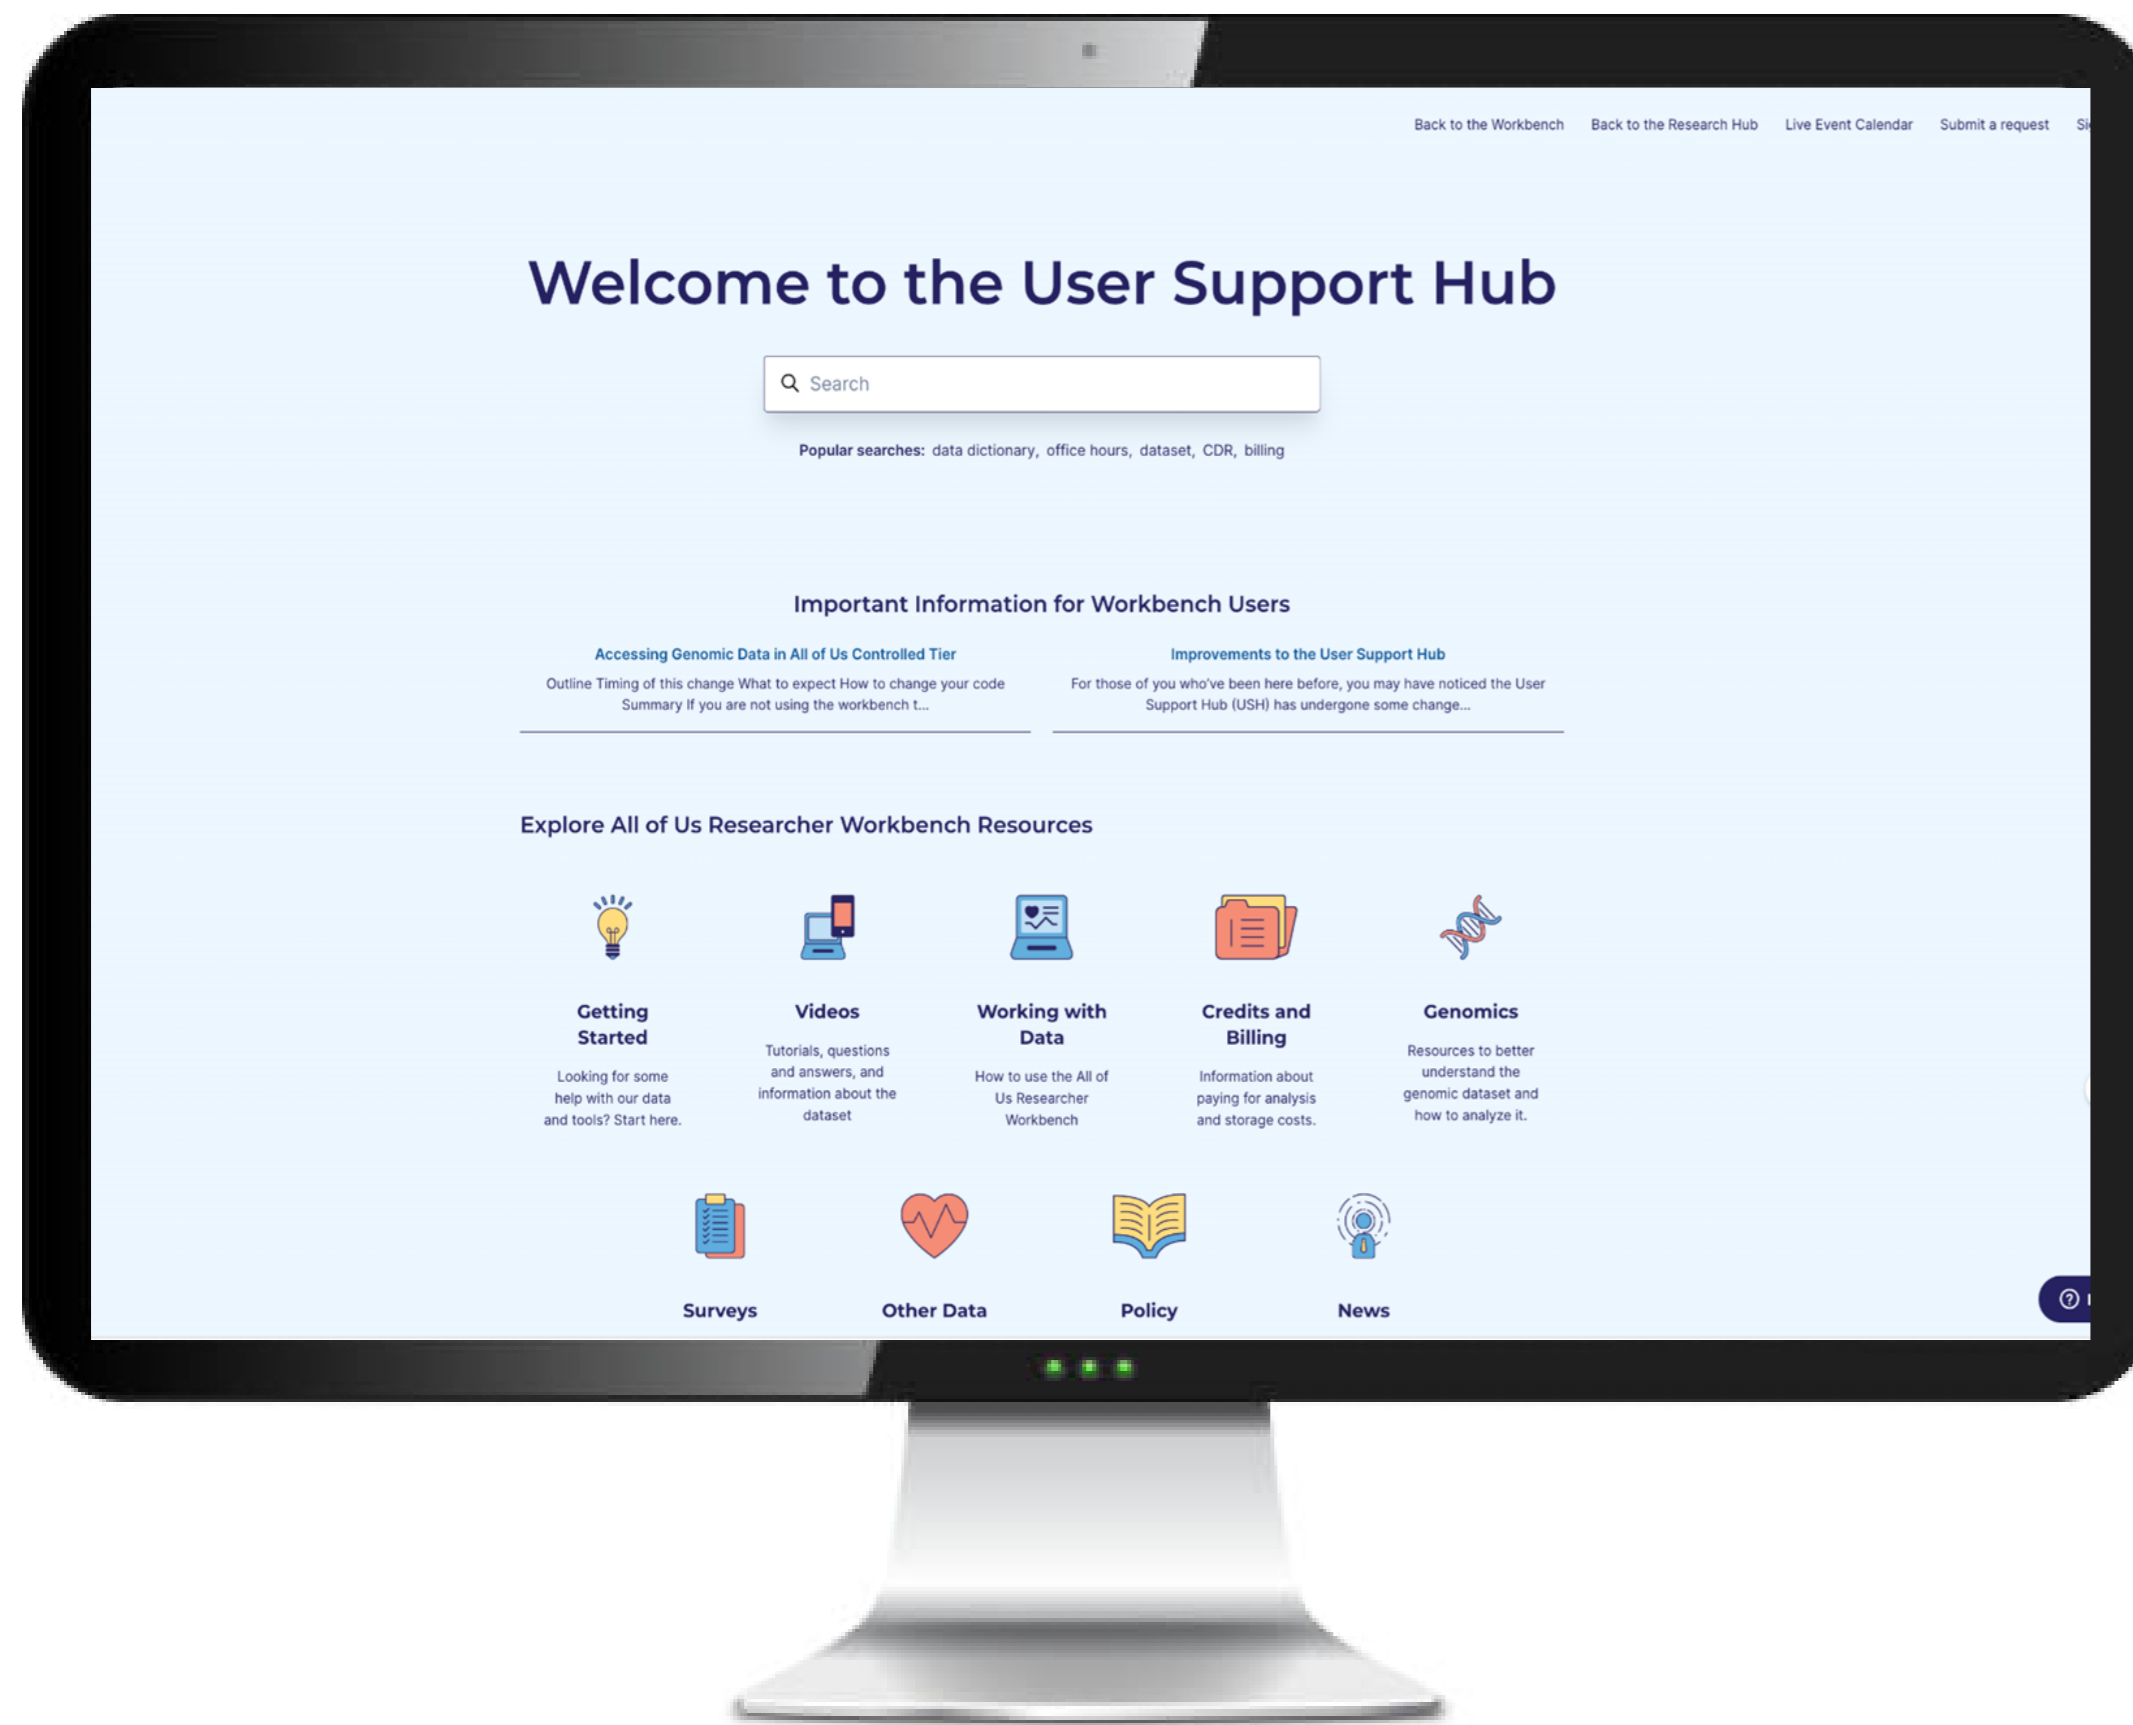 Back to the Workbench Back to the Research Hub Live Event Calendar Submit a request
Welcome to the User Support Hub
Search
Popular searches: data dictionary, office hours, dataset, CDR, billing
Important Information for Workbench Users
Accessing Genomic Data in All of Us Controlled Tier
Outline Timing of this change What to expect How to change your code
Summary If you are not using the workbench t...
Improvements to the User Support Hub
For those of you who've been here before, you may have noticed the User
Support Hub (USH) has undergone some change...
Explore All of Us Researcher Workbench Resources
Getting
Started
Looking for some
help with our data
and tools? Start here.
Videos
Tutorials, questions
and answers, and
information about the
dataset
Working with
Data
How to use the All of
Us Researcher
Workbench
Credits and
Billing
Information about
paying for analysis
and storage costs.
Genomics
Resources to better
understand the
genomic dataset and
how to analyze it.
Surveys
Other Data
Policy
News